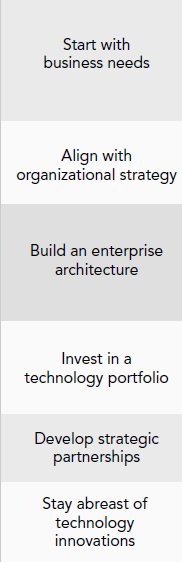 Start with
business needs
Align with
organizational strategy
Build an enterprise
architecture
Invest in a
technology portfolio
Develop strategic
partnerships
Stay abreast of
technology
innovations